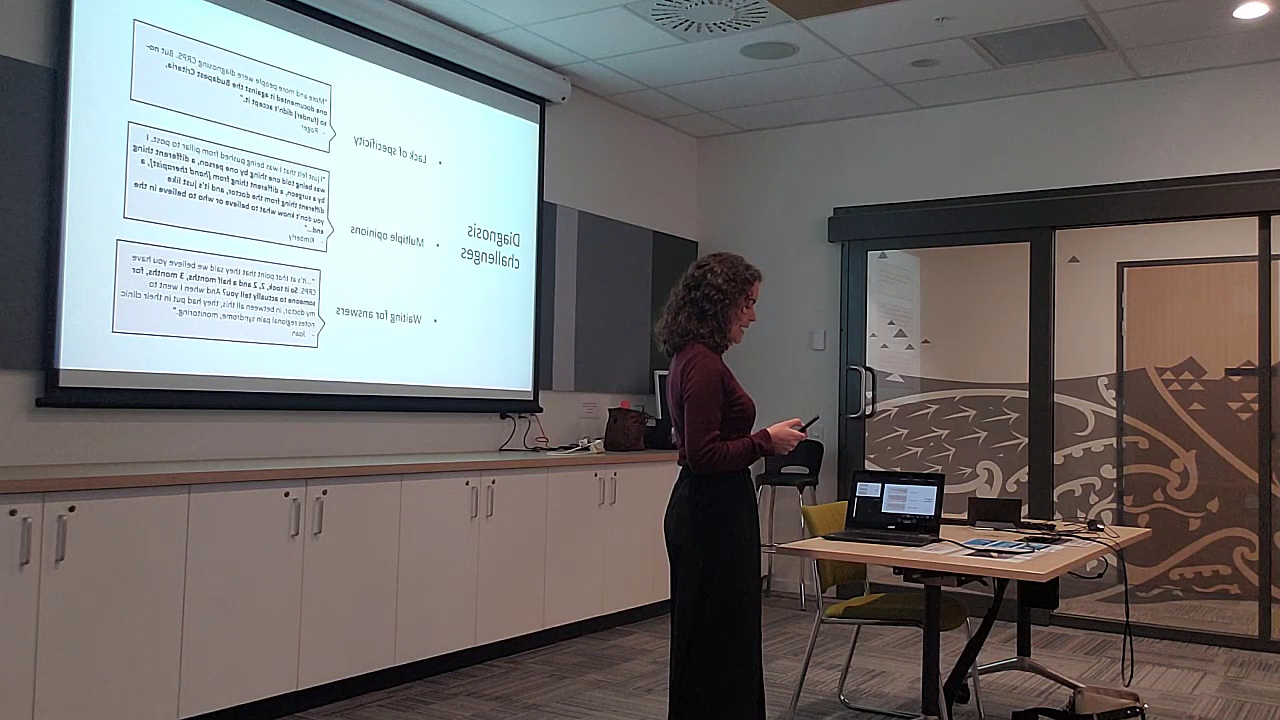 Diagnosis
challenges
• Lack of specificity
"More and more people were diagnosing CRPS. But no-
one documented it against the Budapest Criteria,
so [funder] didn't accept it."
- Roger
• Multiple opinions
"I just felt that I was being pushed from pillar to post. I
was being told one thing by one person, a different thing
by a surgeon, a different thing from [hand therapist], a
different thing from the doctor, and it's just like
you don't know what to believe or who to believe in the
end..."
- Kimberly
• Waiting for answers
"...it's at that point that they said we believe you have
CRPS. So it took, 2, 2 and a half months, 3 months, for
someone to actually tell you? And when I went to
my doctor, in between all this, they had put in their clinic
notes regional pain syndrome, monitoring."
- Joan